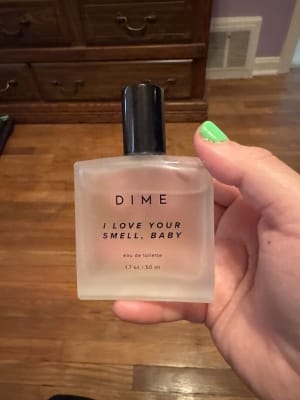 DIME
I LOVE YOUR
SMELL, BABY
eau de toilette
1.7 oz / 50 ml